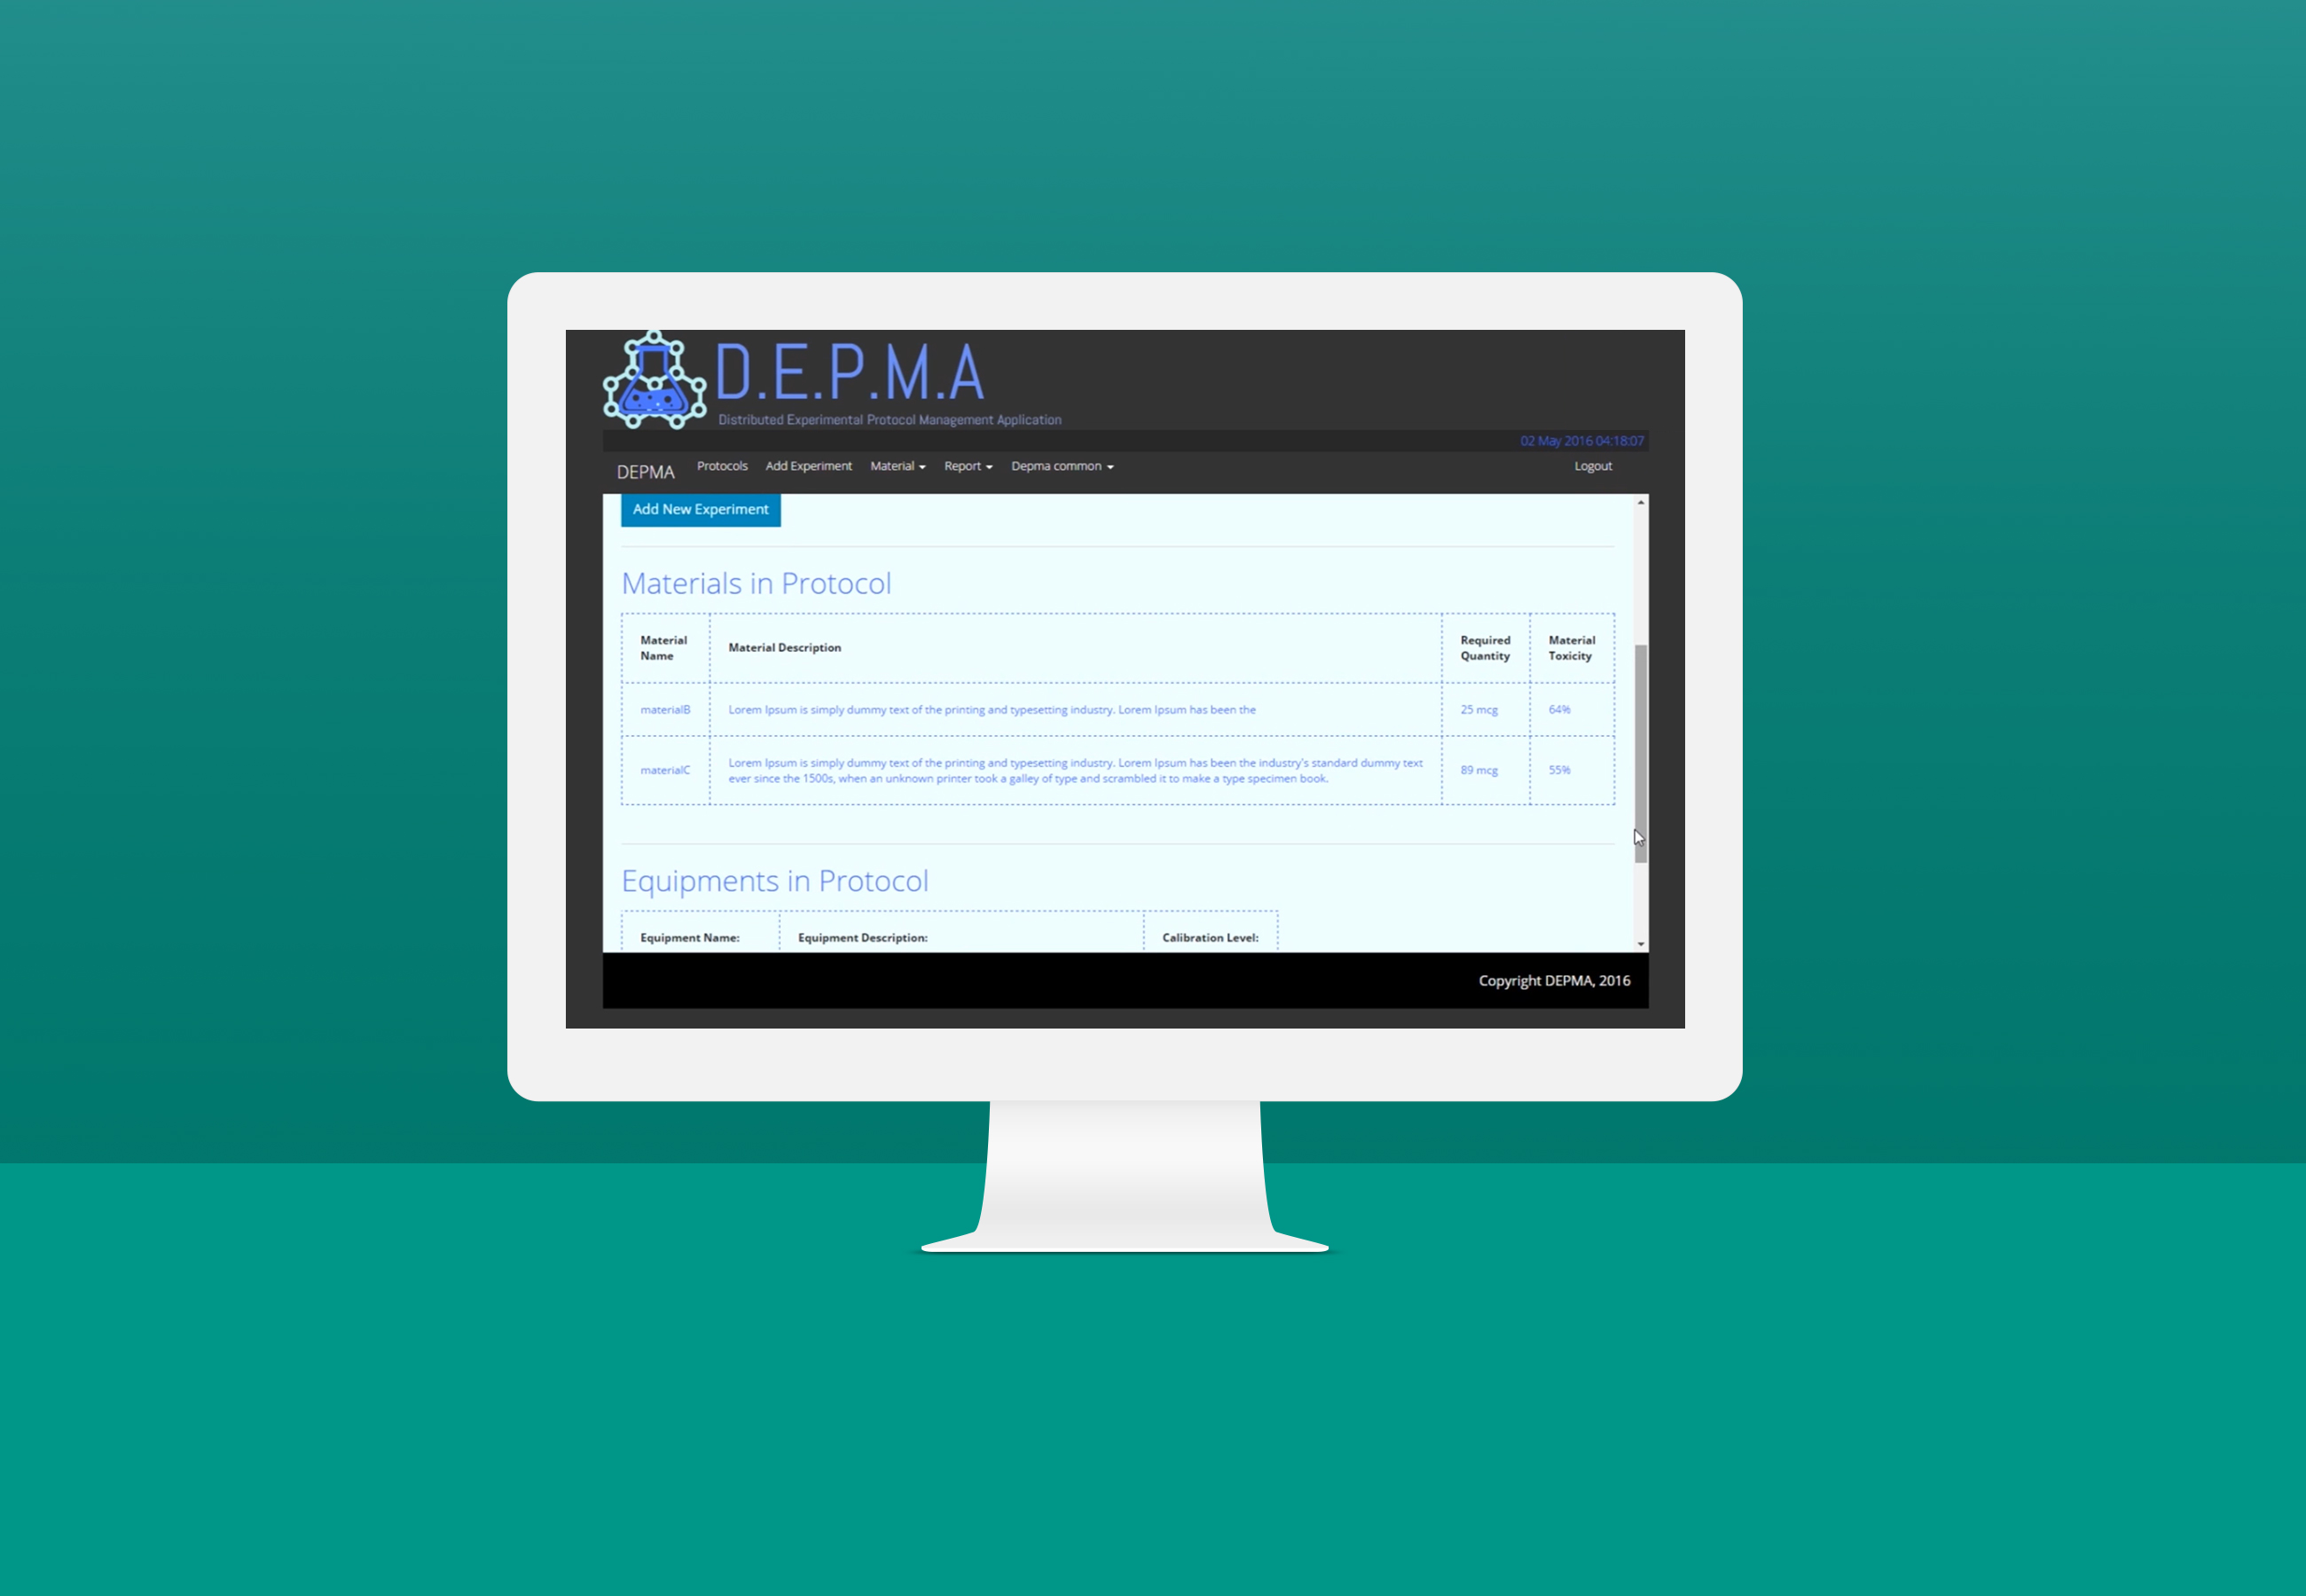 D.E.P.M.A
Distributed Experimental Protocol Management Application
02 May 2016 04:18:07
DEPMA Protocols Add Experiment Material Report Depma common Logout
Add New Experiment
Materials in Protocol
Material Name Material Description Required Quantity Material Toxicity
materialB Lorem Ipsum is simply dummy text of the printing and typesetting industry. Lorem Ipsum has been the 25 mcg 64%
materialC Lorem Ipsum is simply dummy text of the printing and typesetting industry. Lorem Ipsum has been the industry's standard dummy text
ever since the 1500s, when an unknown printer took a galley of type and scrambled it to make a type specimen book. 89 mcg 55%
Equipments in Protocol
Equipment Name: Equipment Description: Calibration Level:
Copyright DEPMA, 2016